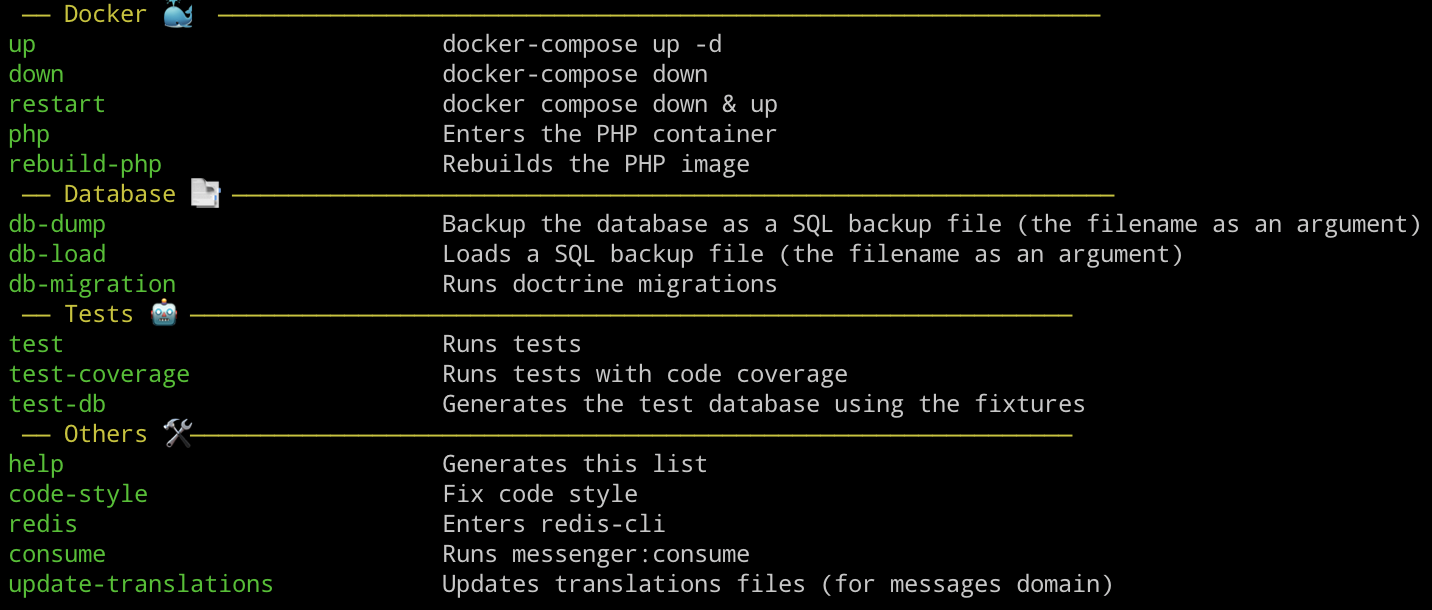 —— Docker 🐳 ———————————————————————————————————————————————————————————————
up docker-compose up -d
down docker-compose down
restart docker compose down & up
php Enters the PHP container
rebuild-php Rebuilds the PHP image
—— Database 📑 ———————————————————————————————————————————————————————————————
db-dump Backup the database as a SQL backup file (the filename as an argument)
db-load Loads a SQL backup file (the filename as an argument)
db-migration Runs doctrine migrations
—— Tests 🤖 ———————————————————————————————————————————————————————————————
test Runs tests
test-coverage Runs tests with code coverage
test-db Generates the test database using the fixtures
—— Others 🛠️ ———————————————————————————————————————————————————————————————
help Generates this list
code-style Fix code style
redis Enters redis-cli
consume Runs messenger:consume
update-translations Updates translations files (for messages domain)